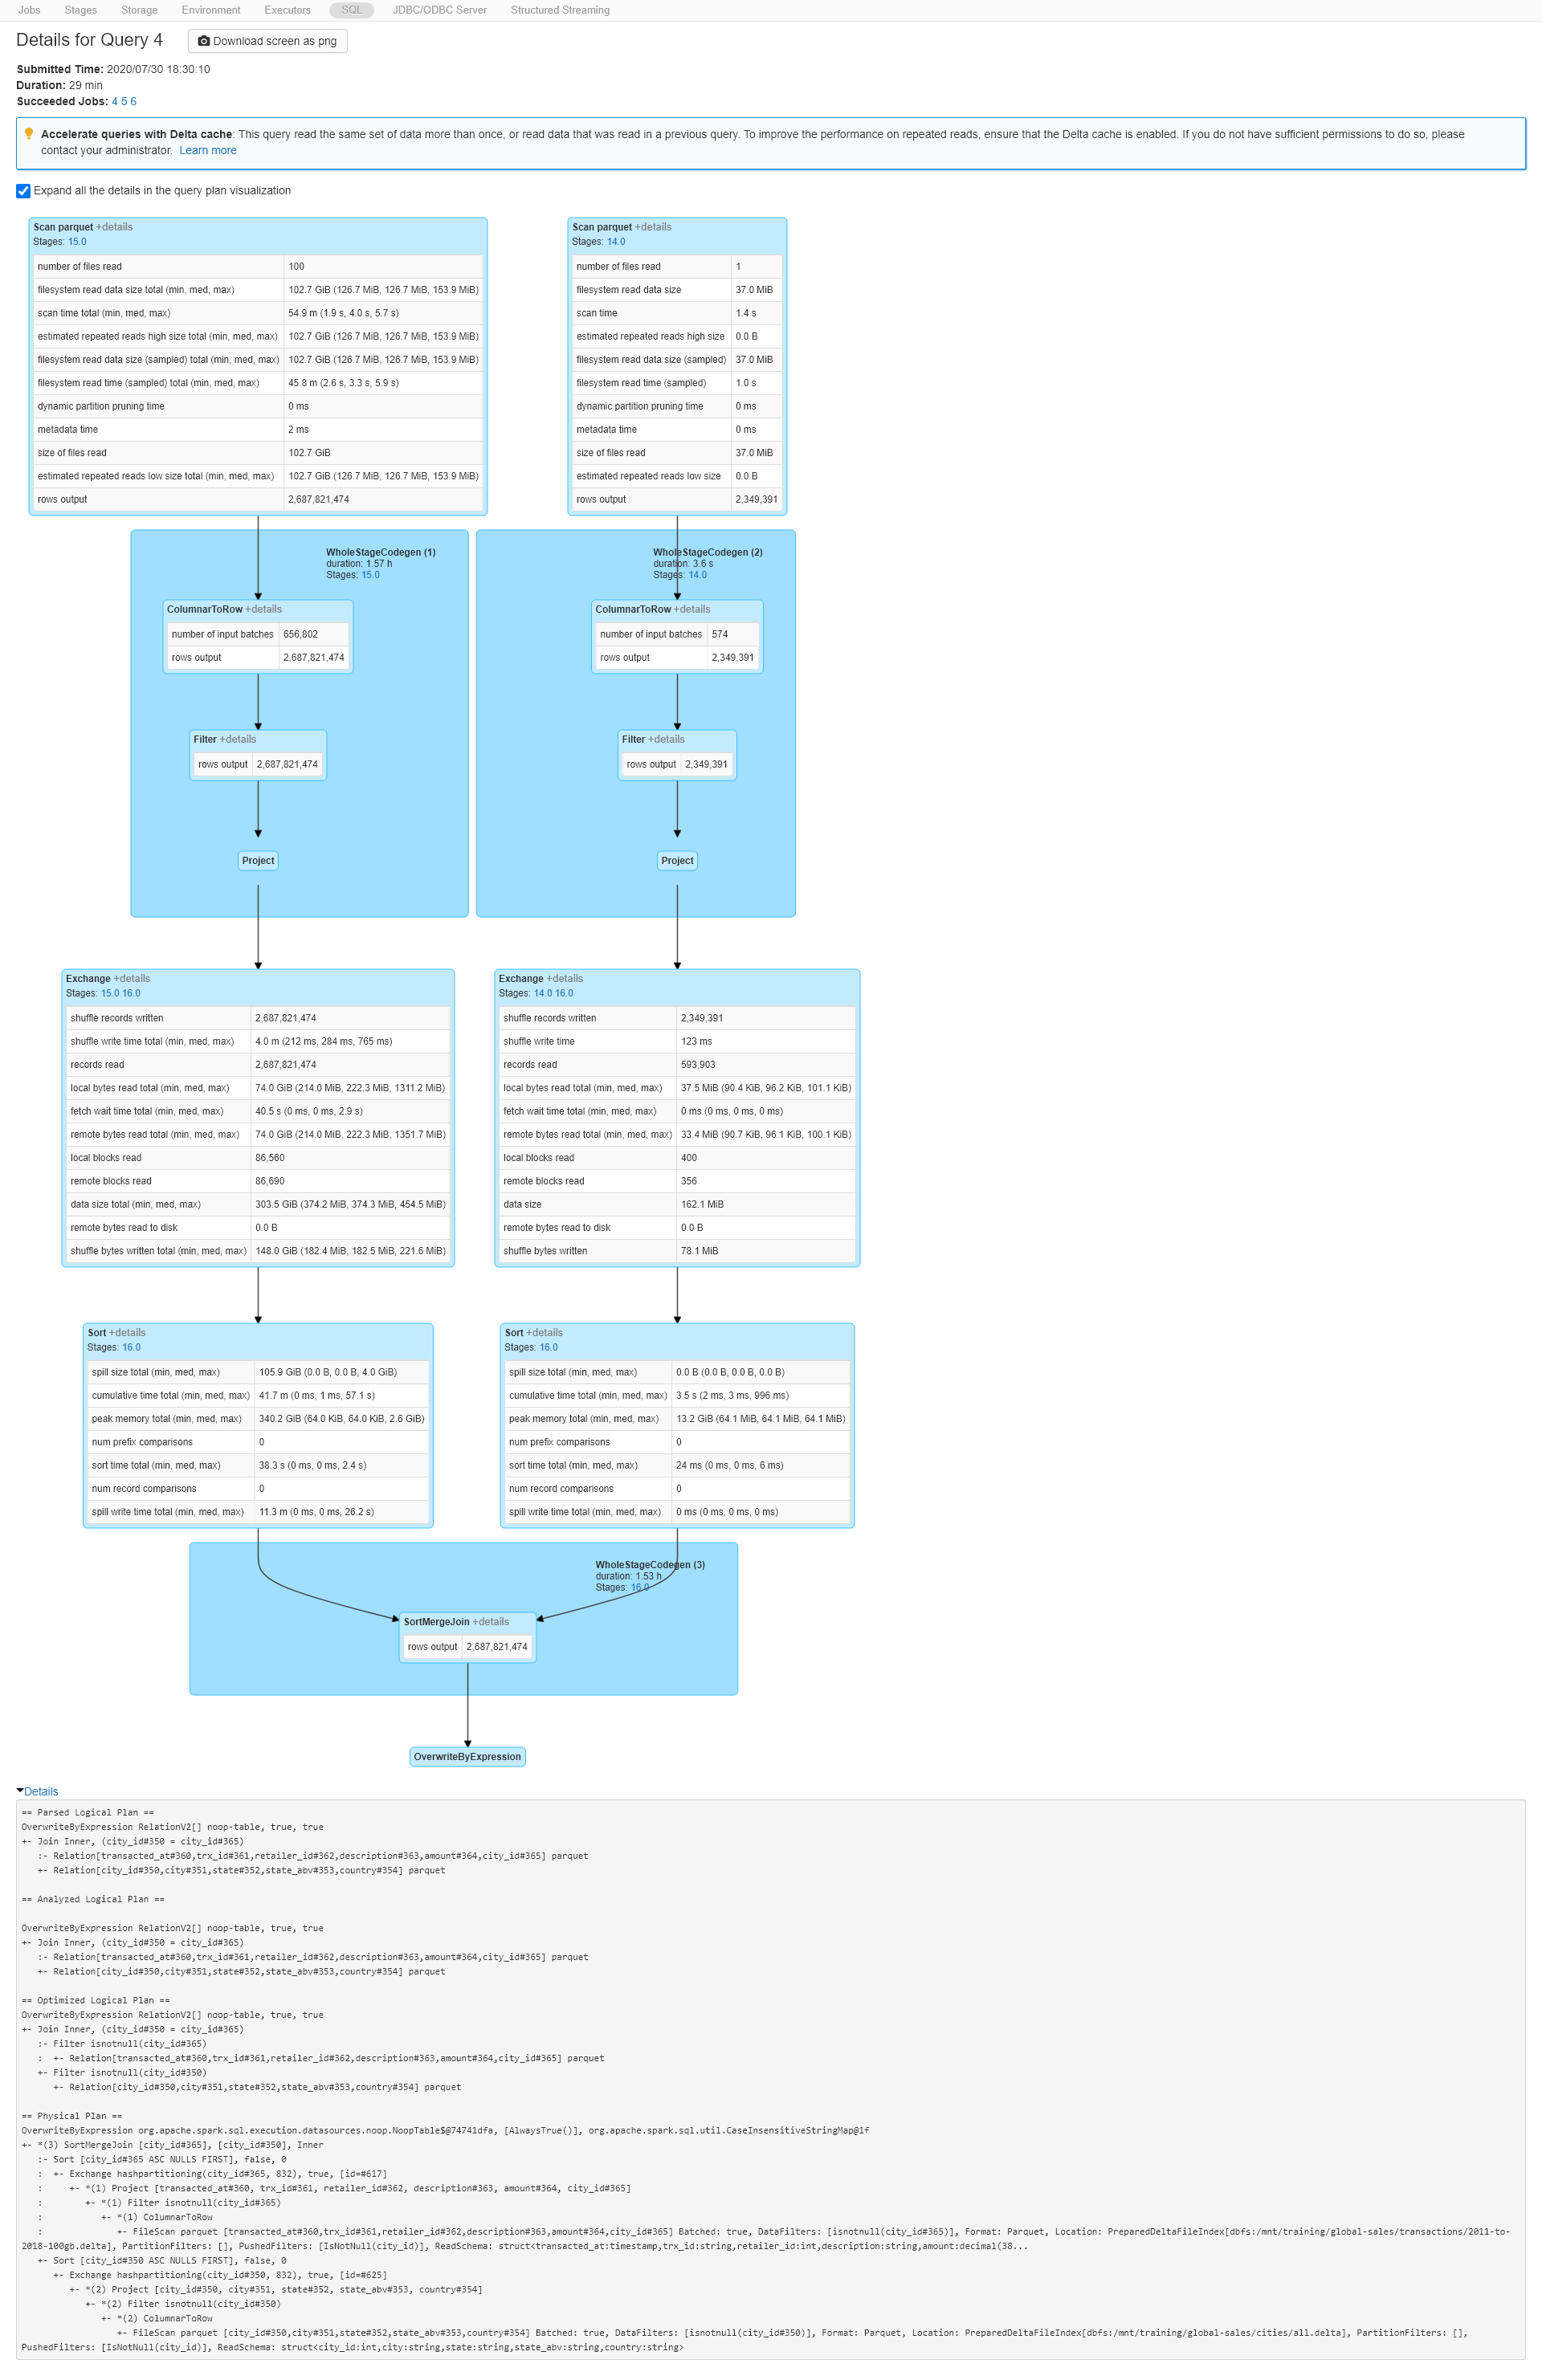 Jobs Stages Storage Environment Executors SQL JDBC/ODBC Server Structured Streaming
Details for Query 4 Download screen as png
Submitted Time: 2020/07/30 18:30:10
Duration: 29 min
Succeeded Jobs: 4 5 6
Accelerate queries with Delta cache: This query read the same set of data more than once, or read data that was read in a previous query. To improve the performance on repeated reads, ensure that the Delta cache is enabled. If you do not have sufficient permissions to do so, please
contact your administrator. Learn more
Expand all the details in the query plan visualization
Scan parquet +details
Stages: 15.0
number of files read 100
filesystem read data size total (min, med, max) 102.7 GiB (126.7 MiB, 126.7 MiB, 153.9 MiB)
scan time total (min, med, max) 54.9 m (1.9 s, 4.0 s, 5.7 s)
estimated repeated reads high size total (min, med, max) 102.7 GiB (126.7 MiB, 126.7 MiB, 153.9 MiB)
filesystem read data size (sampled) total (min, med, max) 102.7 GiB (126.7 MiB, 126.7 MiB, 153.9 MiB)
filesystem read time (sampled) total (min, med, max) 45.8 m (2.6 s, 3.3 s, 5.9 s)
dynamic partition pruning time 0 ms
metadata time 2 ms
size of files read 102.7 GiB
estimated repeated reads low size total (min, med, max) 102.7 GiB (126.7 MiB, 126.7 MiB, 153.9 MiB)
rows output 2,687,821,474
Scan parquet +details
Stages: 14.0
number of files read 1
filesystem read data size 37.0 MiB
scan time 1.4 s
estimated repeated reads high size 0.0 B
filesystem read data size (sampled) 37.0 MiB
filesystem read time (sampled) 1.0 s
dynamic partition pruning time 0 ms
metadata time 0 ms
size of files read 37.0 MiB
estimated repeated reads low size 0.0 B
rows output 2,349,391
WholeStageCodegen (1)
duration: 1.57 h
Stages: 15.0
ColumnarToRow +details
number of input batches 656,802
rows output 2,687,821,474
Filter +details
rows output 2,687,821,474
Project
WholeStageCodegen (2)
duration: 3.6 s
Stages: 14.0
ColumnarToRow +details
number of input batches 574
rows output 2,349,391
Filter +details
rows output 2,349,391
Project
Exchange +details
Stages: 15.0 16.0
shuffle records written 2,687,821,474
shuffle write time total (min, med, max) 4.0 m (212 ms, 284 ms, 765 ms)
records read 2,687,821,474
local bytes read total (min, med, max) 74.0 GiB (214.0 MiB, 222.3 MiB, 1311.2 MiB)
fetch wait time total (min, med, max) 40.5 s (0 ms, 0 ms, 2.9 s)
remote bytes read total (min, med, max) 74.0 GiB (214.0 MiB, 222.3 MiB, 1351.7 MiB)
local blocks read 86,560
remote blocks read 86,690
data size total (min, med, max) 303.5 GiB (374.2 MiB, 374.3 MiB, 454.5 MiB)
remote bytes read to disk 0.0 B
shuffle bytes written total (min, med, max) 148.0 GiB (182.4 MiB, 182.5 MiB, 221.6 MiB)
Exchange +details
Stages: 14.0 16.0
shuffle records written 2,349,391
shuffle write time 123 ms
records read 593,903
local bytes read total (min, med, max) 37.5 MiB (90.4 KiB, 96.2 KiB, 101.1 KiB)
fetch wait time total (min, med, max) 0 ms (0 ms, 0 ms, 0 ms)
remote bytes read total (min, med, max) 33.4 MiB (90.7 KiB, 96.1 KiB, 100.1 KiB)
local blocks read 400
remote blocks read 356
data size 162.1 MiB
remote bytes read to disk 0.0 B
shuffle bytes written 78.1 MiB
Sort +details
Stages: 16.0
spill size total (min, med, max) 105.9 GiB (0.0 B, 0.0 B, 4.0 GiB)
cumulative time total (min, med, max) 41.7 m (0 ms, 1 ms, 57.1 s)
peak memory total (min, med, max) 340.2 GiB (64.0 KiB, 64.0 KiB, 2.6 GiB)
num prefix comparisons 0
sort time total (min, med, max) 38.3 s (0 ms, 0 ms, 2.4 s)
num record comparisons 0
spill write time total (min, med, max) 11.3 m (0 ms, 0 ms, 26.2 s)
Sort +details
Stages: 16.0
spill size total (min, med, max) 0.0 B (0.0 B, 0.0 B, 0.0 B)
cumulative time total (min, med, max) 3.5 s (2 ms, 3 ms, 996 ms)
peak memory total (min, med, max) 13.2 GiB (64.1 MiB, 64.1 MiB, 64.1 MiB)
num prefix comparisons 0
sort time total (min, med, max) 24 ms (0 ms, 0 ms, 6 ms)
num record comparisons 0
spill write time total (min, med, max) 0 ms (0 ms, 0 ms, 0 ms)
WholeStageCodegen (3)
duration: 1.53 h
Stages: 16.0
SortMergeJoin +details
rows output 2,687,821,474
OverwriteByExpression
Details
== Parsed Logical Plan ==
OverwriteByExpression RelationV2[] noop-table, true, true
+- Join Inner, (city_id#350 = city_id#365)
:- Relation[transacted_at#360,trx_id#361,retailer_id#362,description#363,amount#364,city_id#365] parquet
+- Relation[city_id#350,city#351,state#352,state_abv#353,country#354] parquet
== Analyzed Logical Plan ==
OverwriteByExpression RelationV2[] noop-table, true, true
+- Join Inner, (city_id#350 = city_id#365)
:- Relation[transacted_at#360,trx_id#361,retailer_id#362,description#363,amount#364,city_id#365] parquet
+- Relation[city_id#350,city#351,state#352,state_abv#353,country#354] parquet
== Optimized Logical Plan ==
OverwriteByExpression RelationV2[] noop-table, true, true
+- Join Inner, (city_id#350 = city_id#365)
:- Filter isnotnull(city_id#365)
: +- Relation[transacted_at#360,trx_id#361,retailer_id#362,description#363,amount#364,city_id#365] parquet
+- Filter isnotnull(city_id#350)
+- Relation[city_id#350,city#351,state#352,state_abv#353,country#354] parquet
== Physical Plan ==
OverwriteByExpression org.apache.spark.sql.execution.datasources.noop.NoopTable$@74741dfa, [AlwaysTrue()], org.apache.spark.sql.util.CaseInsensitiveStringMap@1f
+- *(3) SortMergeJoin [city_id#365], [city_id#350], Inner
:- Sort [city_id#365 ASC NULLS FIRST], false, 0
: +- Exchange hashpartitioning(city_id#365, 832), true, [id=#617]
: +- *(1) Project [transacted_at#360, trx_id#361, retailer_id#362, description#363, amount#364, city_id#365]
: +- *(1) Filter isnotnull(city_id#365)
: +- *(1) ColumnarToRow
: +- FileScan parquet [transacted_at#360,trx_id#361,retailer_id#362,description#363,amount#364,city_id#365] Batched: true, DataFilters: [isnotnull(city_id#365)], Format: Parquet, Location: PreparedDeltaFileIndex[dbfs:/mnt/training/global-sales/transactions/2011-to-
2018-100gb.delta], PartitionFilters: [], PushedFilters: [IsNotNull(city_id)], ReadSchema: struct<transacted_at:timestamp,trx_id:string,retailer_id:int,description:string,amount:decimal(38...
+- Sort [city_id#350 ASC NULLS FIRST], false, 0
+- Exchange hashpartitioning(city_id#350, 832), true, [id=#625]
+- *(2) Project [city_id#350, city#351, state#352, state_abv#353, country#354]
+- *(2) Filter isnotnull(city_id#350)
+- *(2) ColumnarToRow
+- FileScan parquet [city_id#350,city#351,state#352,state_abv#353,country#354] Batched: true, DataFilters: [isnotnull(city_id#350)], Format: Parquet, Location: PreparedDeltaFileIndex[dbfs:/mnt/training/global-sales/cities/all.delta], PartitionFilters: [],
PushedFilters: [IsNotNull(city_id)], ReadSchema: struct<city_id:int,city:string,state:string,state_abv:string,country:string>